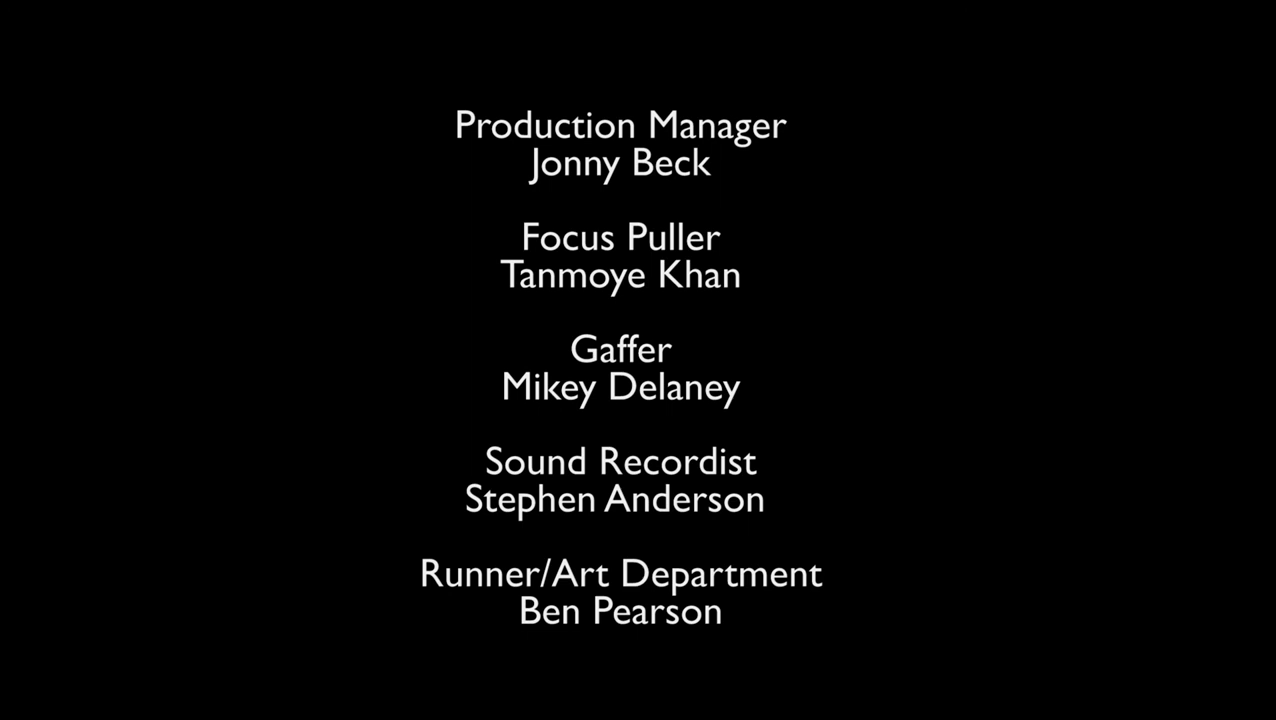 Production Manager
Jonny Beck
Focus Puller
Tanmoye Khan
Gaffer
Mikey Delaney
Sound Recordist
Stephen Anderson
Runner/Art Department
Ben Pearson